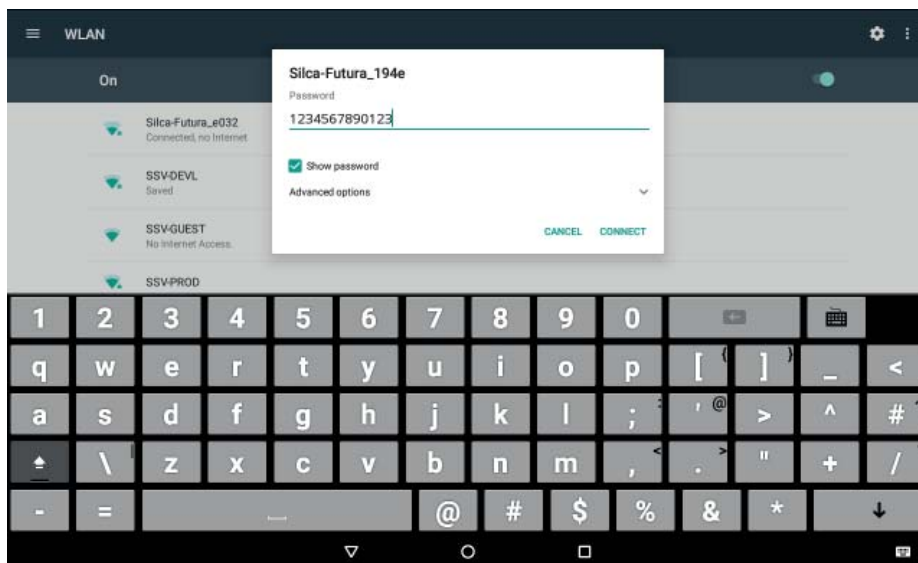 WLAN
On
Silca-Futura_194e
Password
1234567890123
Show password
Advanced options
CANCEL CONNECT
Silca-Futura_e032
Connected, no Internet
SSV-DEVL
Saved
SSV-GUEST
No Internet Access.
SSV-PROD
1 2 3 4 5 6 7 8 9 0
q w e r t y u i o p [ { ] } _ <
a s d f g h j k l ; : ' @ > ^ #
\ | z x c v b n m , < . > " + /
- = @ # $ % & *